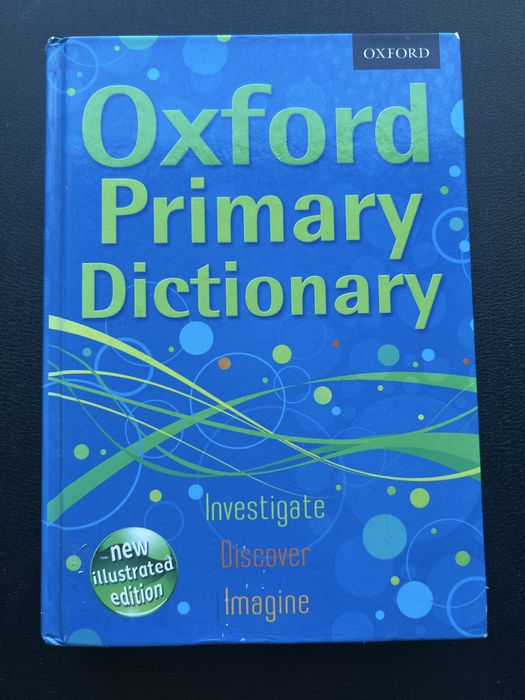 OXFORD
Oxford
Primary
Dictionary
Investigate
Discover
Imagine
new
illustrated
edition